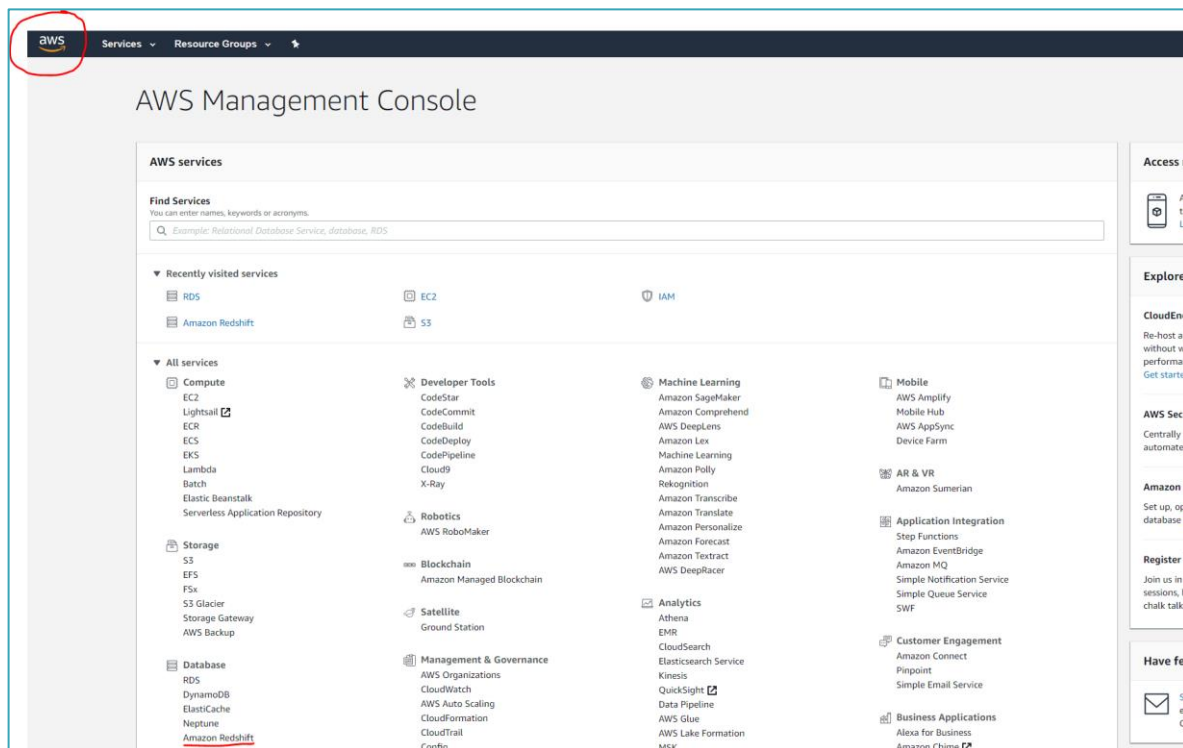 aws
Services
Resource Groups
AWS Management Console
AWS services
Find Services
You can enter names, keywords or acronyms.
Example: Relational Database Service, database, RDS
Recently visited services
RDS
EC2
IAM
Amazon Redshift
S3
All services
Compute
EC2
Lightsail
ECR
ECS
EKS
Lambda
Batch
Elastic Beanstalk
Serverless Application Repository
Storage
S3
EFS
FSx
S3 Glacier
Storage Gateway
AWS Backup
Database
RDS
DynamoDB
ElastiCache
Neptune
Amazon Redshift
Developer Tools
CodeStar
CodeCommit
CodeBuild
CodeDeploy
CodePipeline
Cloud9
X-Ray
Robotics
AWS RoboMaker
Blockchain
Amazon Managed Blockchain
Satellite
Ground Station
Management & Governance
AWS Organizations
CloudWatch
AWS Auto Scaling
CloudFormation
CloudTrail
Config
Machine Learning
Amazon SageMaker
Amazon Comprehend
AWS DeepLens
Amazon Lex
Machine Learning
Amazon Polly
Rekognition
Amazon Transcribe
Amazon Translate
Amazon Personalize
Amazon Forecast
Amazon Textract
AWS DeepRacer
Analytics
Athena
EMR
CloudSearch
Elasticsearch Service
Kinesis
QuickSight
Data Pipeline
AWS Glue
AWS Lake Formation
MSK
Mobile
AWS Amplify
Mobile Hub
AWS AppSync
Device Farm
AR & VR
Amazon Sumerian
Application Integration
Step Functions
Amazon EventBridge
Amazon MQ
Simple Notification Service
Simple Queue Service
SWF
Customer Engagement
Amazon Connect
Pinpoint
Simple Email Service
Business Applications
Alexa for Business
Amazon Chime
Access
Explore
Re-host a
without
Get
AWS
Centrally
Amazon
Set up,
database
Register
Join us in
sessions,
chalk
Have